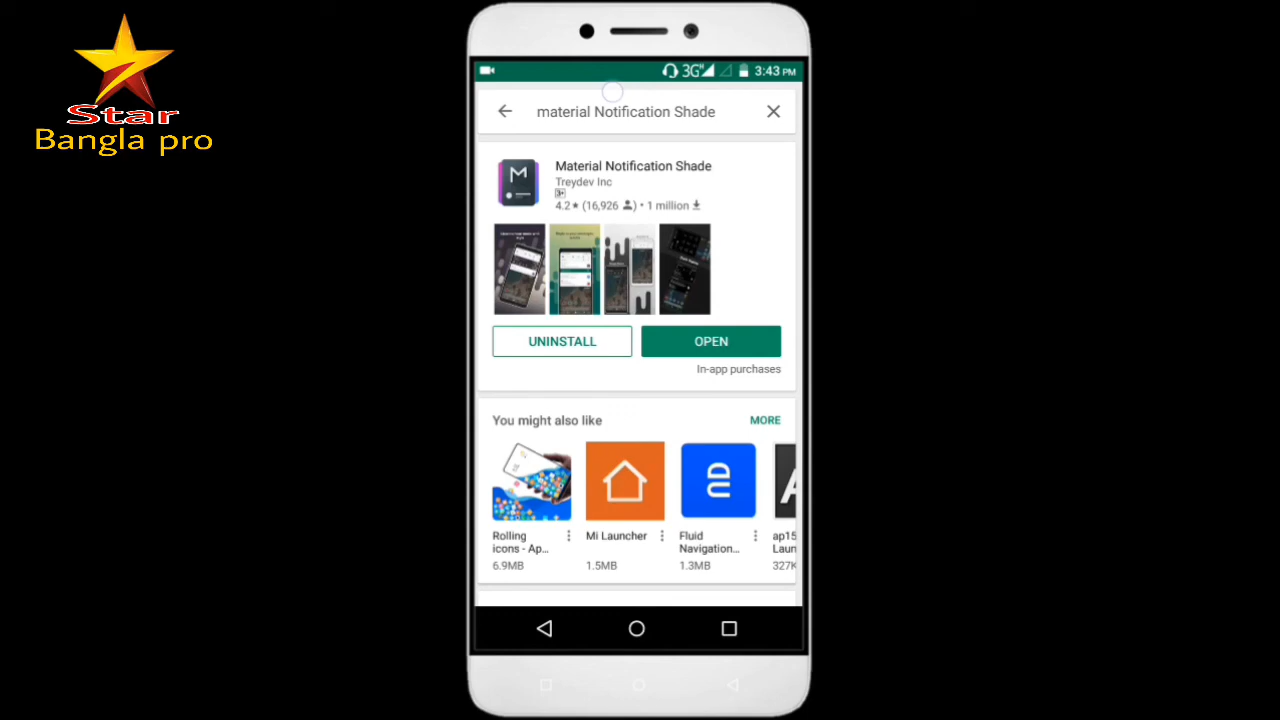 Star
Bangla pro
3G H 3:43 PM
material Notification Shade
M
Material Notification Shade
Treydev Inc
3+
4.2 ★ (16,926 ) • 1 million
UNINSTALL
OPEN
In-app purchases
You might also like
MORE
Rolling
icons - Ap...
6.9MB
Mi Launcher
1.5MB
Fluid
Navigation...
1.3MB
A
ap15
Laun
327K